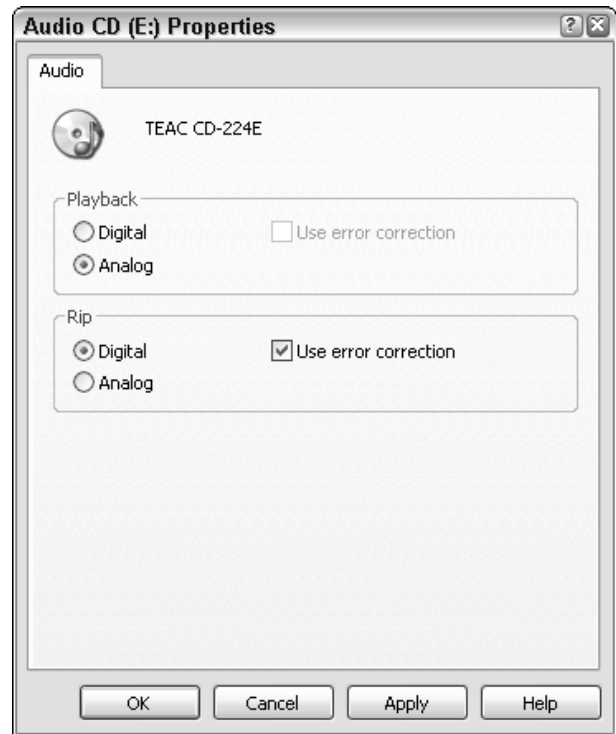 Audio CD (E:) Properties
Audio
TEAC CD-224E
Playback
Digital Use error correction
Analog
Rip
Digital Use error correction
Analog
OK Cancel Apply Help